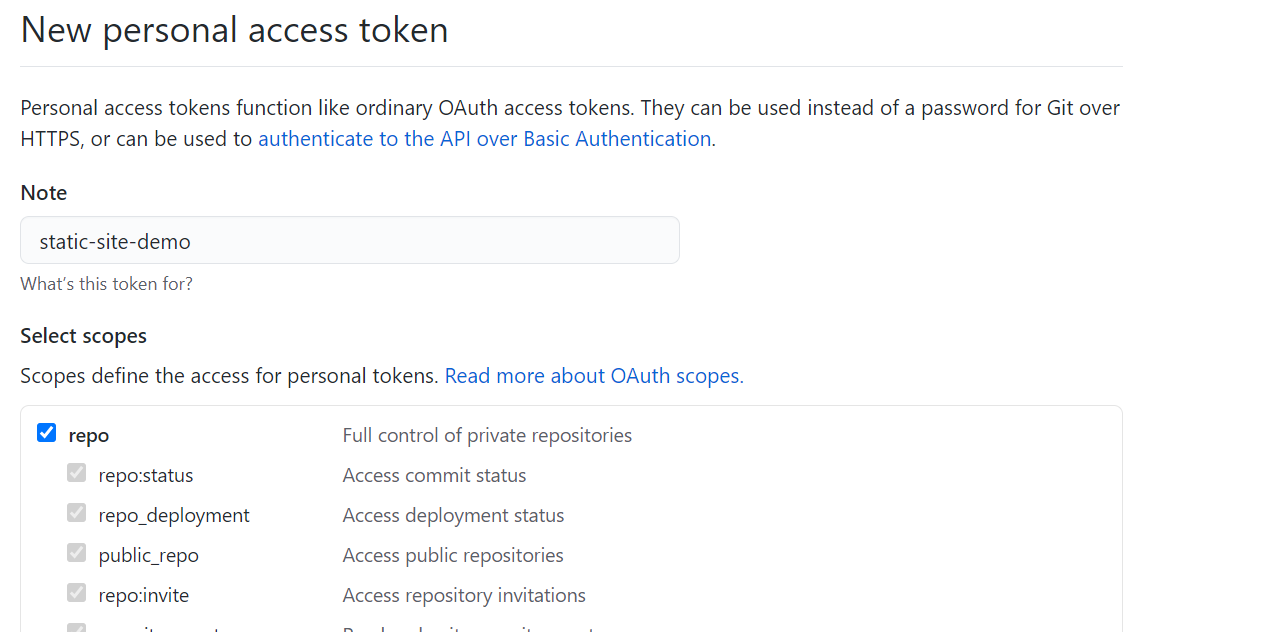 New personal access token
Personal access tokens function like ordinary OAuth access tokens. They can be used instead of a password for Git over
HTTPS, or can be used to authenticate to the API over Basic Authentication.
Note
static-site-demo
What's this token for?
Select scopes
Scopes define the access for personal tokens. Read more about OAuth scopes.
repo Full control of private repositories
repo:status Access commit status
repo_deployment Access deployment status
public_repo Access public repositories
repo:invite Access repository invitations